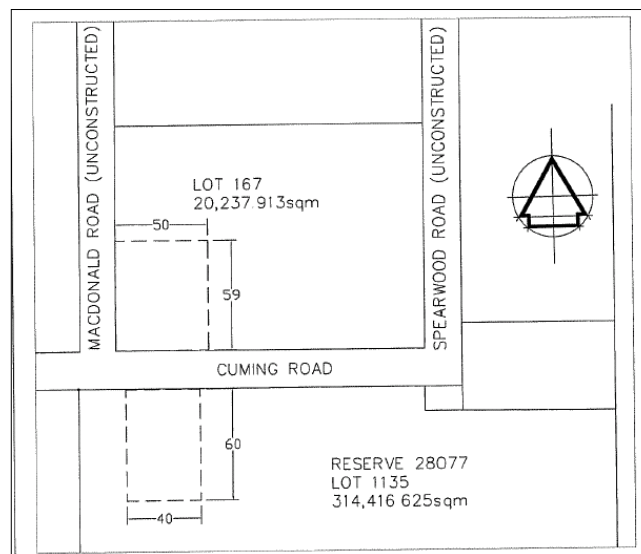 MACDONALD ROAD (UNCONSTRUCTED)
SPEARWOOD ROAD (UNCONSTRUCTED)
LOT 167
20,237.913sqm
50
59
CUMING ROAD
60
40
RESERVE 28077
LOT 1135
314,416 625sqm